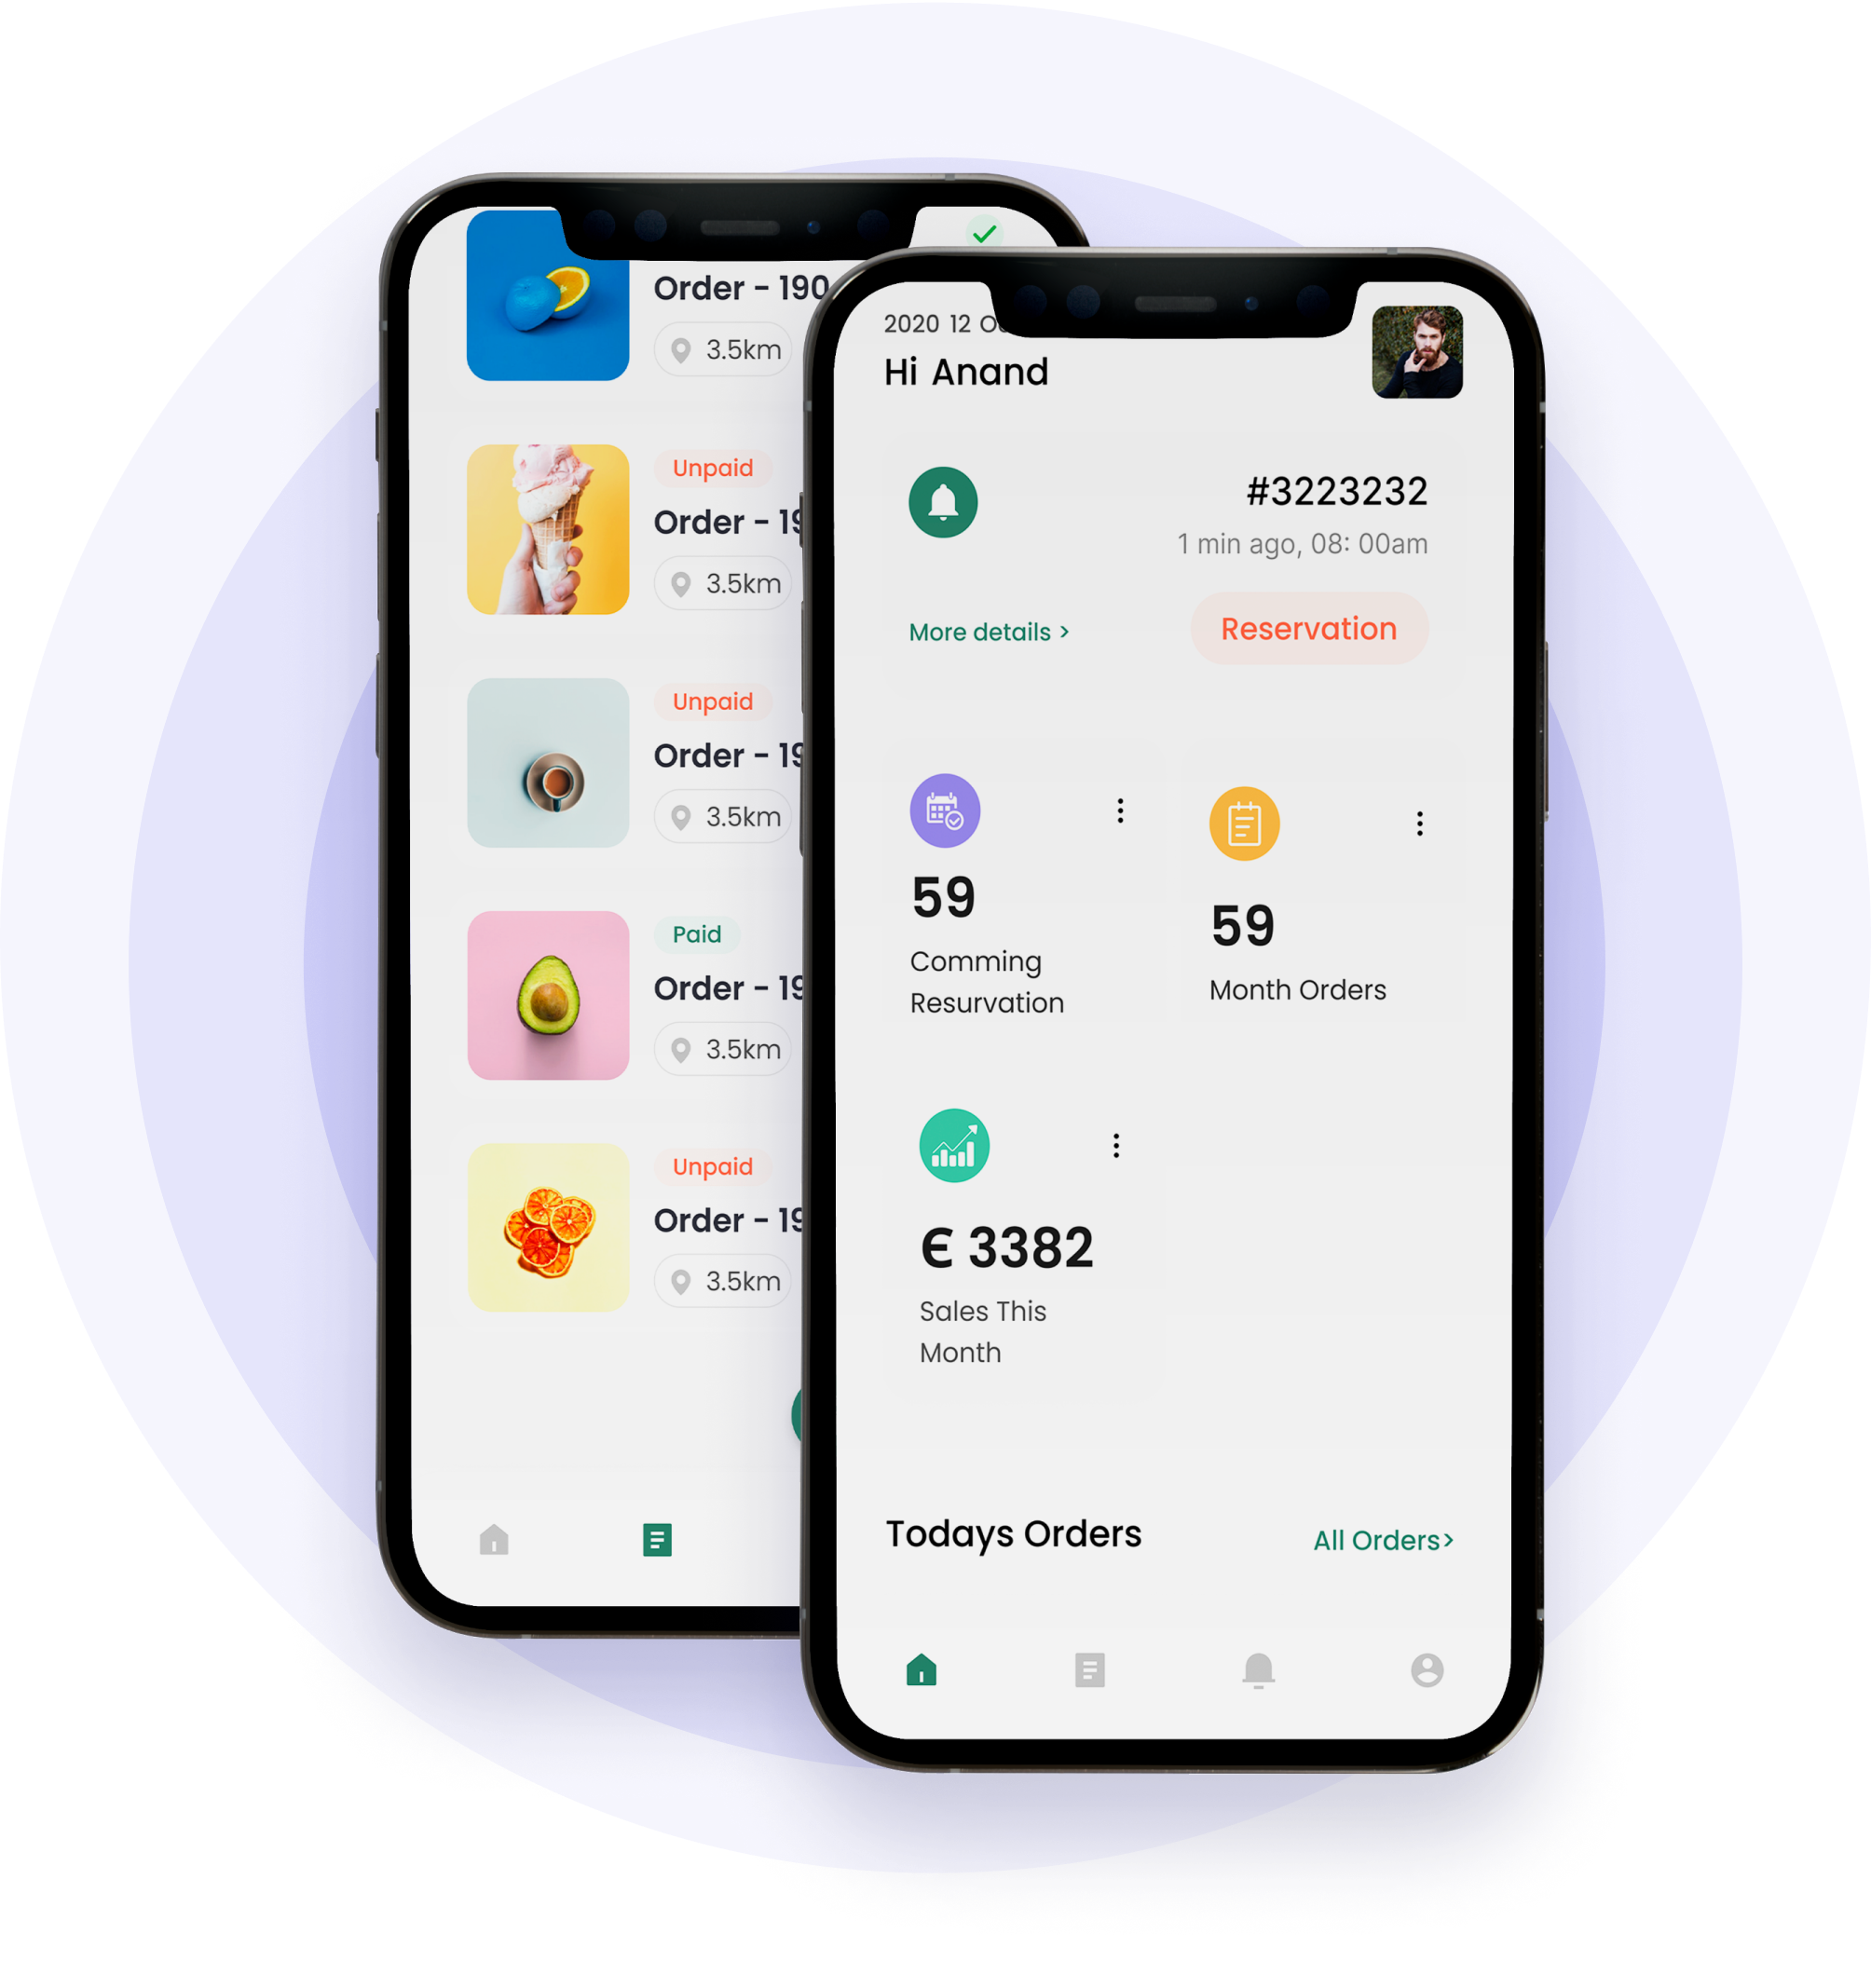 Order - 190
3.5km
Unpaid
Order - 19
3.5km
Unpaid
Order - 19
3.5km
Paid
Order - 19
3.5km
Unpaid
Order - 19
3.5km
2020 12
Hi Anand
#3223232
1 min ago, 08: 00am
More details >
Reservation
59
Comming
Resurvation
59
Month Orders
€ 3382
Sales This
Month
Todays Orders
All Orders>